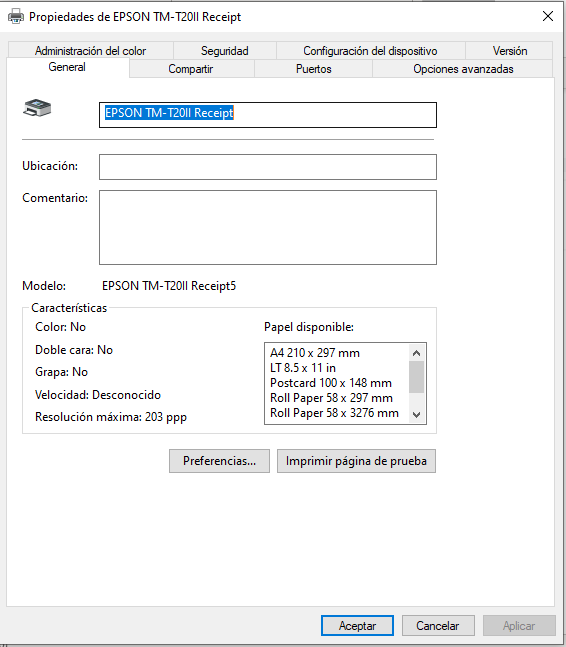 Propiedades de EPSON TM-T20II Receipt
Administración del color
Seguridad
Configuración del dispositivo
Versión
General
Compartir
Puertos
Opciones avanzadas
EPSON TM-T20II Receipt
Ubicación:
Comentario:
Modelo: EPSON TM-T20II Receipt5
Características
Color: No
Doble cara: No
Grapa: No
Velocidad: Desconocido
Resolución máxima: 203 ppp
Papel disponible:
A4 210 x 297 mm
LT 8.5 x 11 in
Postcard 100 x 148 mm
Roll Paper 58 x 297 mm
Roll Paper 58 x 3276 mm
Preferencias...
Imprimir página de prueba
Aceptar
Cancelar
Aplicar